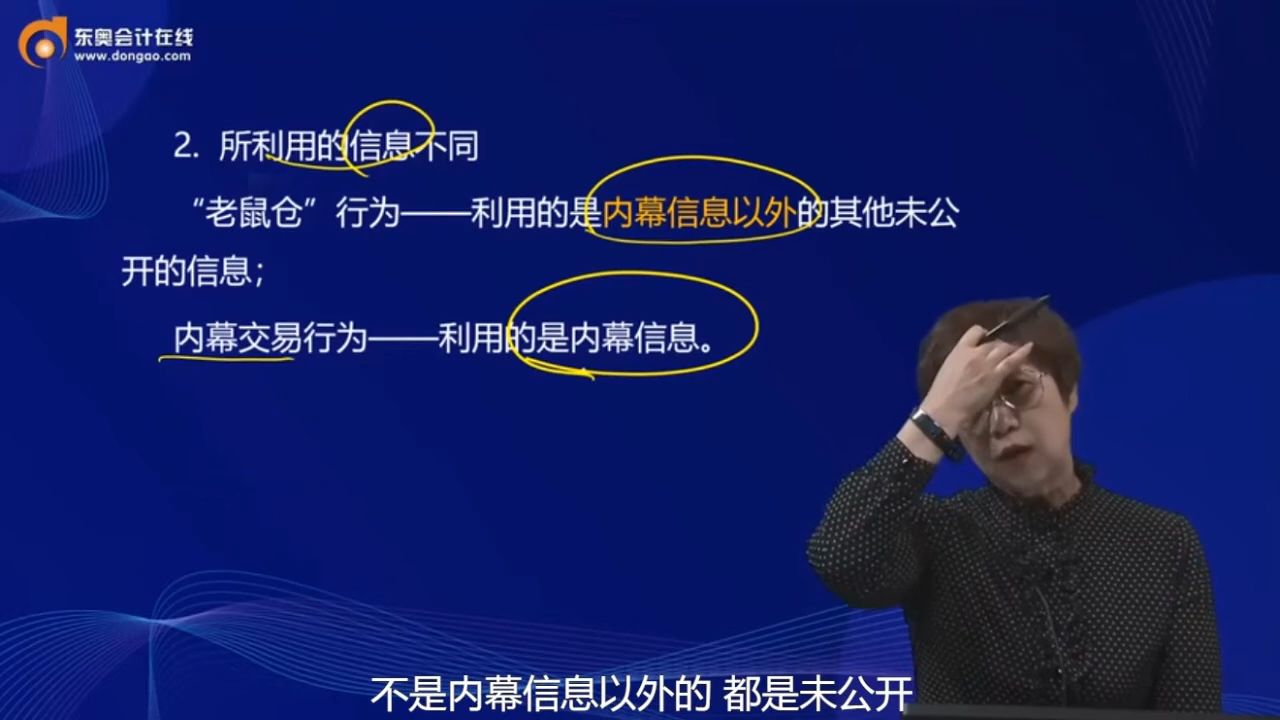 东奥会计在线
www.dongao.com
2. 所利用的信息不同
“老鼠仓”行为——利用的是内幕信息以外的其他未公
开的信息；
内幕交易行为——利用的是内幕信息。
不是内幕信息以外的 都是未公开